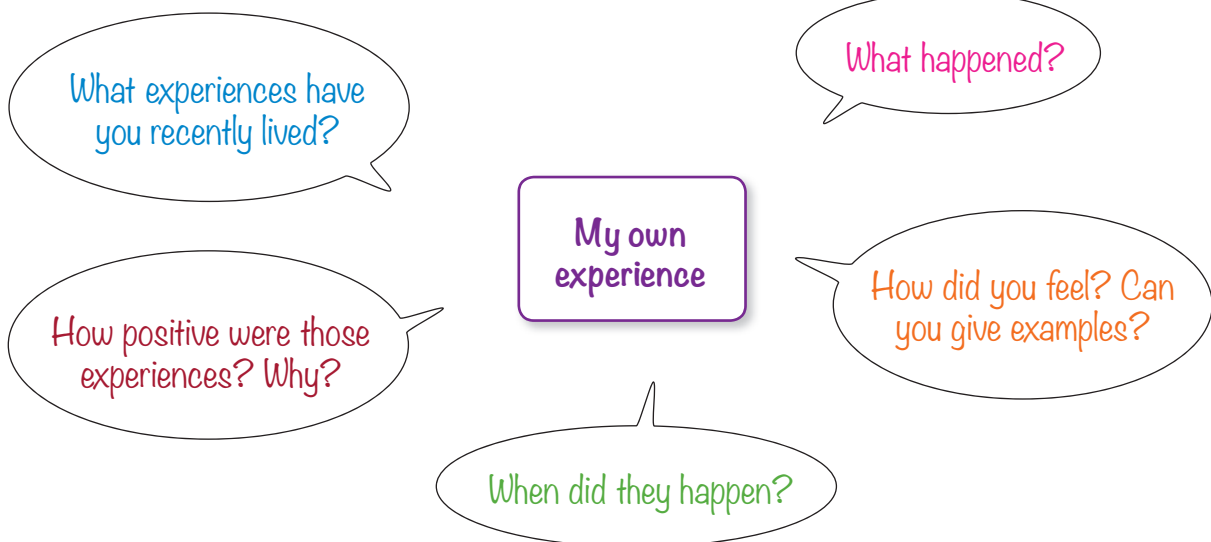 What experiences have
you recently lived?
What happened?
My own
experience
How positive were those
experiences? Why?
How did you feel? Can
you give examples?
When did they happen?